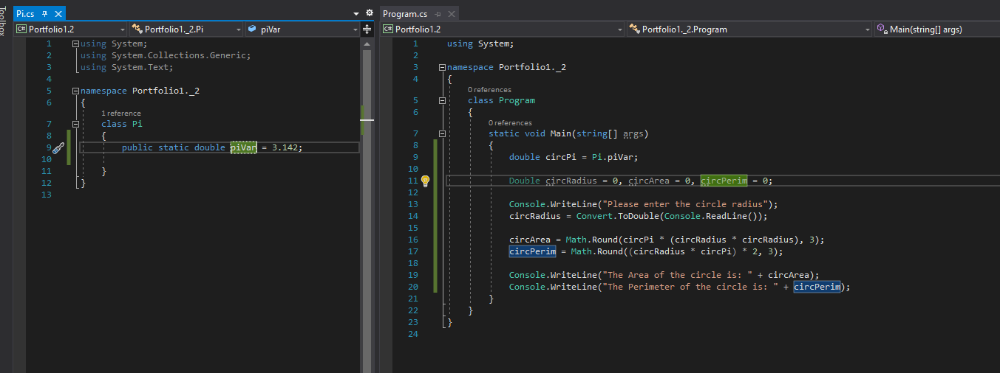 Toolbox
Pi.cs
Portfolio1.2
Portfolio1._2.Pi
piVar
1 using System;
2 using System.Collections.Generic;
3 using System.Text;
4
5 namespace Portfolio1._2
6 {
1 reference
7 class Pi
8 {
9 public static double piVar = 3.142;
10
11 }
12 }
13
Program.cs
C# Portfolio1.2
Portfolio1._2.Program
Main(string[] args)
1 using System;
2
3 namespace Portfolio1._2
4 {
0 references
5 class Program
6 {
0 references
7 static void Main(string[] args)
8 {
9 double circPi = Pi.piVar;
10
11 Double circRadius = 0, circArea = 0, circPerim = 0;
12
13 Console.WriteLine("Please enter the circle radius");
14 circRadius = Convert.ToDouble(Console.ReadLine());
15
16 circArea = Math.Round(circPi * (circRadius * circRadius), 3);
17 circPerim = Math.Round((circRadius * circPi) * 2, 3);
18
19 Console.WriteLine("The Area of the circle is: " + circArea);
20 Console.WriteLine("The Perimeter of the circle is: " + circPerim);
21 }
22 }
23 }
24